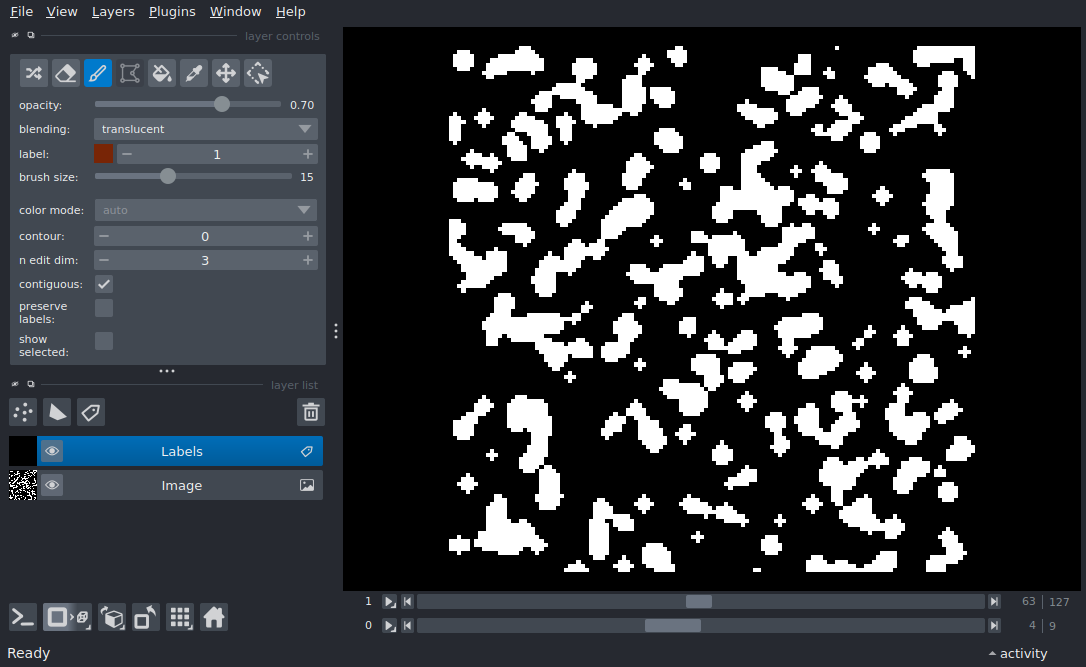 File View Layers Plugins Window Help
layer controls
opacity: 0.70
blending: translucent
label: 1
brush size: 15
color mode: auto
contour: 0
n edit dim: 3
contiguous:
preserve
labels:
show
selected:
layer list
Labels
Image
1 63 | 127
0 4 | 9
Ready
activity